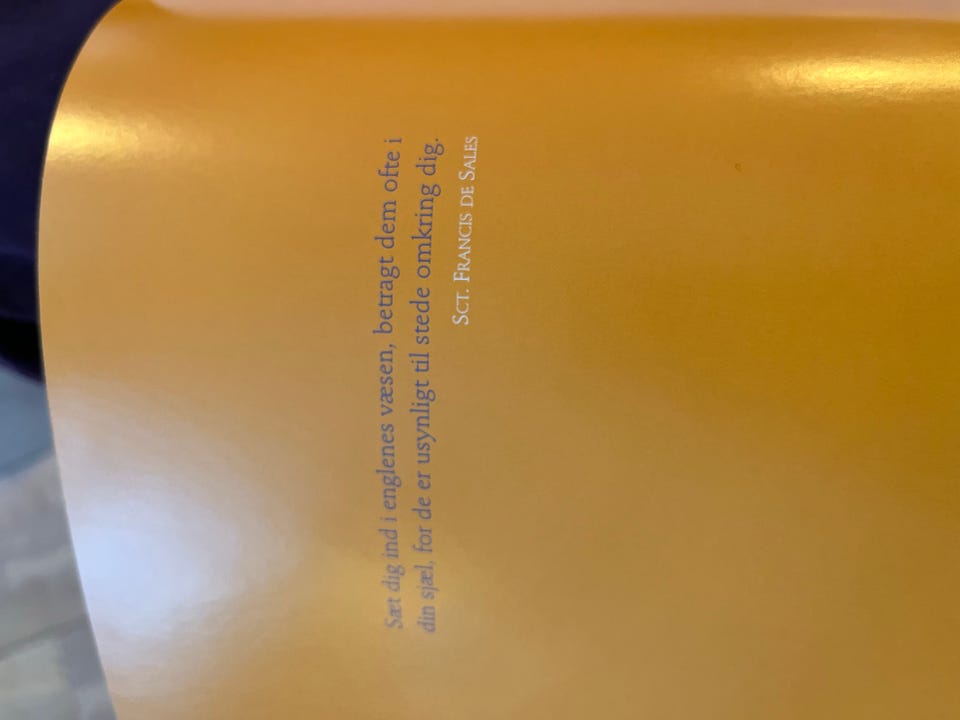 Sæt dig ind i englenes væsen, betragt dem ofte i
din sjæl, for de er usynligt til stede omkring dig.
SCT. FRANCIS DE SALES